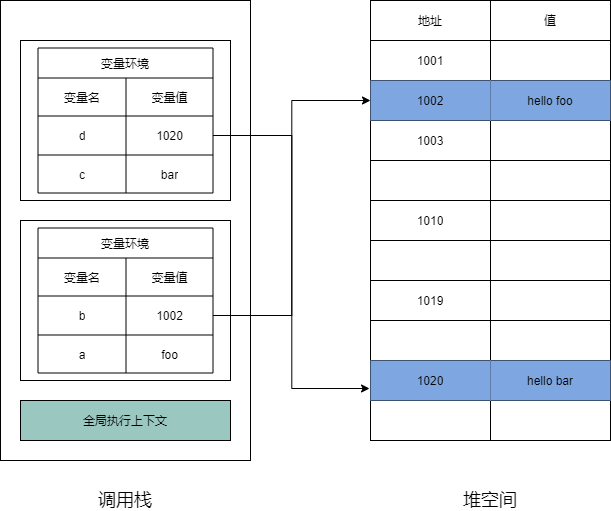 变量环境
变量名 变量值
d 1020
c bar
变量环境
变量名 变量值
b 1002
a foo
全局执行上下文
调用栈
地址 值
1001
1002 hello foo
1003
1010
1019
1020 hello bar
堆空间